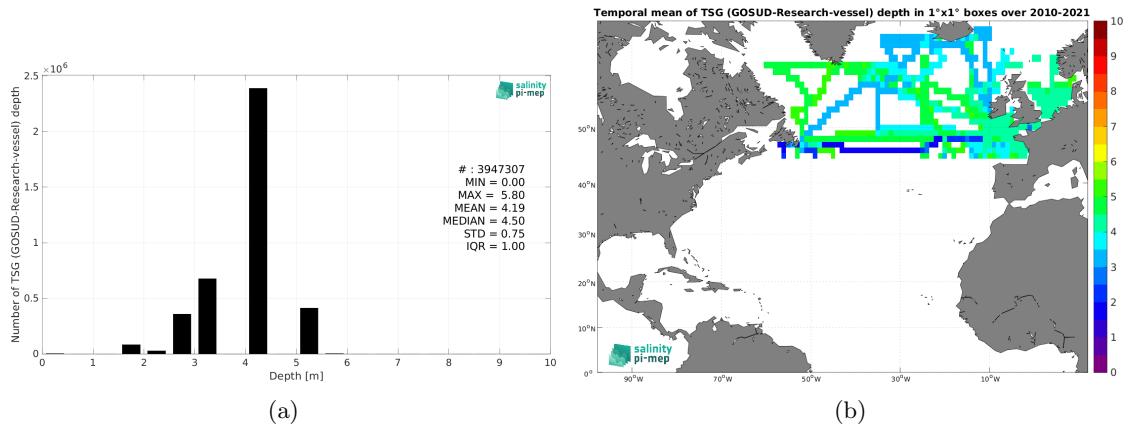 ×10⁶
2.5
2
1.5
1
0.5
0
Number of TSG (GOSUD-Research-vessel) depth
salinity
pi-mep
# : 3947307
MIN = 0.00
MAX = 5.80
MEAN = 4.19
MEDIAN = 4.50
STD = 0.75
IQR = 1.00
0 1 2 3 4 5 6 7 8 9 10
Depth [m]
(a)
Temporal mean of TSG (GOSUD-Research-vessel) depth in 1°x1° boxes over 2010-2021
50°N
40°N
30°N
20°N
10°N
0°
90°W 70°W 50°W 30°W 10°W
salinity
pi-mep
10
9
8
7
6
5
4
3
2
1
0
(b)